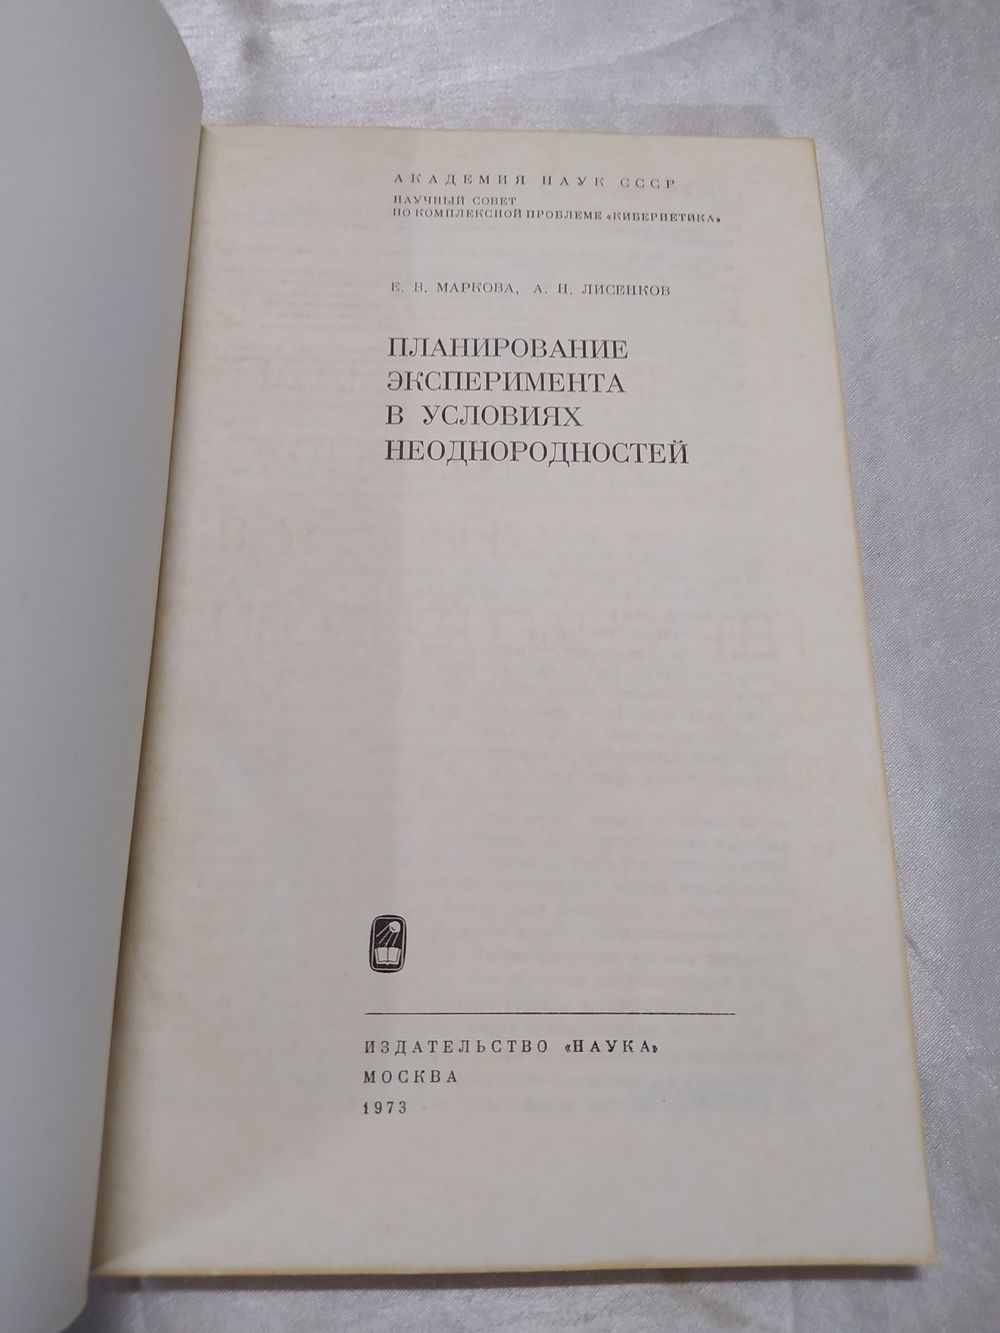 АКАДЕМИЯ НАУК СССР
НАУЧНЫЙ СОВЕТ
ПО КОМПЛЕКСНОЙ ПРОБЛЕМЕ «КИБЕРНЕТИКА»
Е. В. МАРКОВА, А. Н. ЛИСЕНКОВ
ПЛАНИРОВАНИЕ
ЭКСПЕРИМЕНТА
В УСЛОВИЯХ
НЕОДНОРОДНОСТЕЙ
ИЗДАТЕЛЬСТВО «НАУКА»
МОСКВА
1973